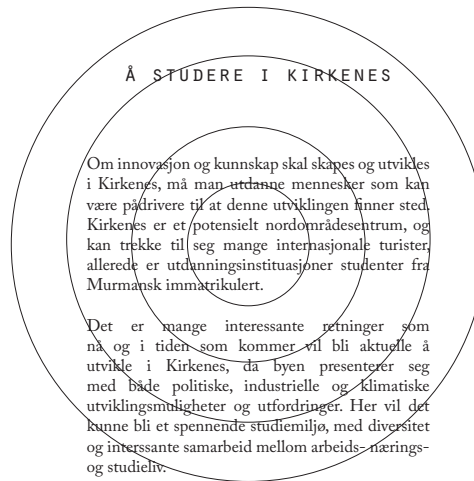 Å STUDERE I KIRKENES
Om innovasjon og kunnskap skal skapes og utvikles
i Kirkenes, må man utdanne mennesker som kan
være pådrivere til at denne utviklingen finner sted.
Kirkenes er et potensielt nordområdesentrum, og
kan trekke til seg mange internasjonale turister,
allerede er utdanningsinstituasjoner studenter fra
Murmansk immatrikulert.
Det er mange interessante retninger som
nå og i tiden som kommer vil bli aktuelle å
utvikle i Kirkenes, da byen presenterer seg
med både politiske, industrielle og klimatiske
utviklingsmuligheter og utfordringer. Her vil det
kunne bli et spennende studiemiljø, med diversitet
og interssante samarbeid mellom arbeids- nærings-
og studieliv.